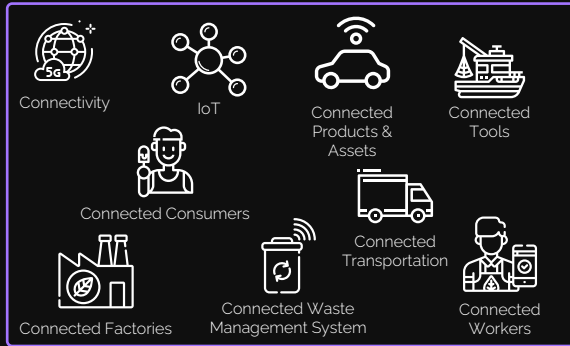 5G
Connectivity
IoT
Connected
Products &
Assets
Connected
Tools
Connected Consumers
Connected
Transportation
Connected Factories
Connected Waste
Management System
Connected
Workers